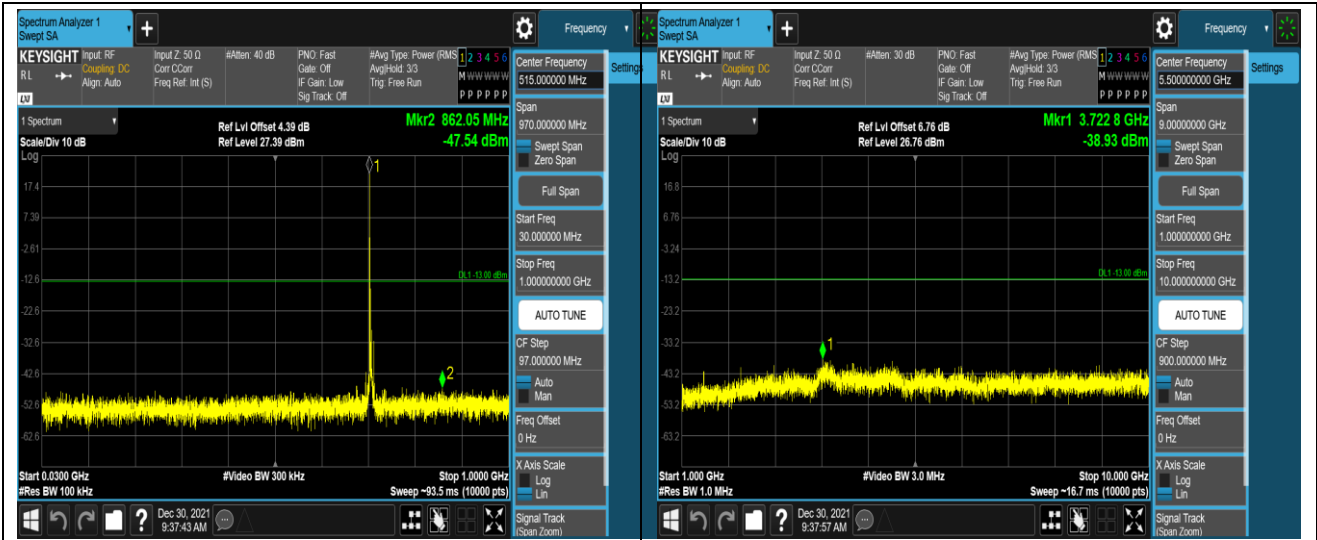 Spectrum Analyzer 1
Swept SA
+
Frequency
KEYSIGHT
RL
LXI
Input: RF
Coupling: DC
Align: Auto
Input Z: 50 Ω
Corr CCorr
Freq Ref: Int (S)
#Atten: 40 dB
PNO: Fast
Gate: Off
IF Gain: Low
Sig Track: Off
#Avg Type: Power (RMS
Avg|Hold: 3/3
Trig: Free Run
1 2 3 4 5 6
M W W W W W
P P P P P P
1 Spectrum
Scale/Div 10 dB
Log
Ref Lvl Offset 4.39 dB
Ref Level 27.39 dBm
Mkr2 862.05 MHz
-47.54 dBm
1
17.4
7.39
-2.61
-12.6
DL1 -13.00 dBm
-22.6
-32.6
-42.6
2
-52.6
-62.6
Start 0.0300 GHz
#Res BW 100 kHz
#Video BW 300 kHz
Stop 1.0000 GHz
Sweep ~93.5 ms (10000 pts)
?
Dec 30, 2021
9:37:43 AM
Center Frequency
515.000000 MHz
Settings
Span
970.000000 MHz
Swept Span
Zero Span
Full Span
Start Freq
30.000000 MHz
Stop Freq
1.000000000 GHz
AUTO TUNE
CF Step
97.000000 MHz
Auto
Man
Freq Offset
0 Hz
X Axis Scale
Log
Lin
Signal Track
(Span Zoom)
Spectrum Analyzer 1
Swept SA
+
Frequency
KEYSIGHT
RL
LXI
Input: RF
Coupling: DC
Align: Auto
Input Z: 50 Ω
Corr CCorr
Freq Ref: Int (S)
#Atten: 30 dB
PNO: Fast
Gate: Off
IF Gain: Low
Sig Track: Off
#Avg Type: Power (RMS
Avg|Hold: 3/3
Trig: Free Run
1 2 3 4 5 6
M W W W W W
P P P P P P
1 Spectrum
Scale/Div 10 dB
Log
Ref Lvl Offset 6.76 dB
Ref Level 26.76 dBm
Mkr1 3.722 8 GHz
-38.93 dBm
16.8
6.76
-3.24
-13.2
DL1 -13.00 dBm
-23.2
-33.2
1
-43.2
-53.2
-63.2
Start 1.000 GHz
#Res BW 1.0 MHz
#Video BW 3.0 MHz
Stop 10.000 GHz
Sweep ~16.7 ms (10000 pts)
?
Dec 30, 2021
9:37:57 AM
Center Frequency
5.500000000 GHz
Settings
Span
9.00000000 GHz
Swept Span
Zero Span
Full Span
Start Freq
1.000000000 GHz
Stop Freq
10.000000000 GHz
AUTO TUNE
CF Step
900.000000 MHz
Auto
Man
Freq Offset
0 Hz
X Axis Scale
Log
Lin
Signal Track
(Span Zoom)